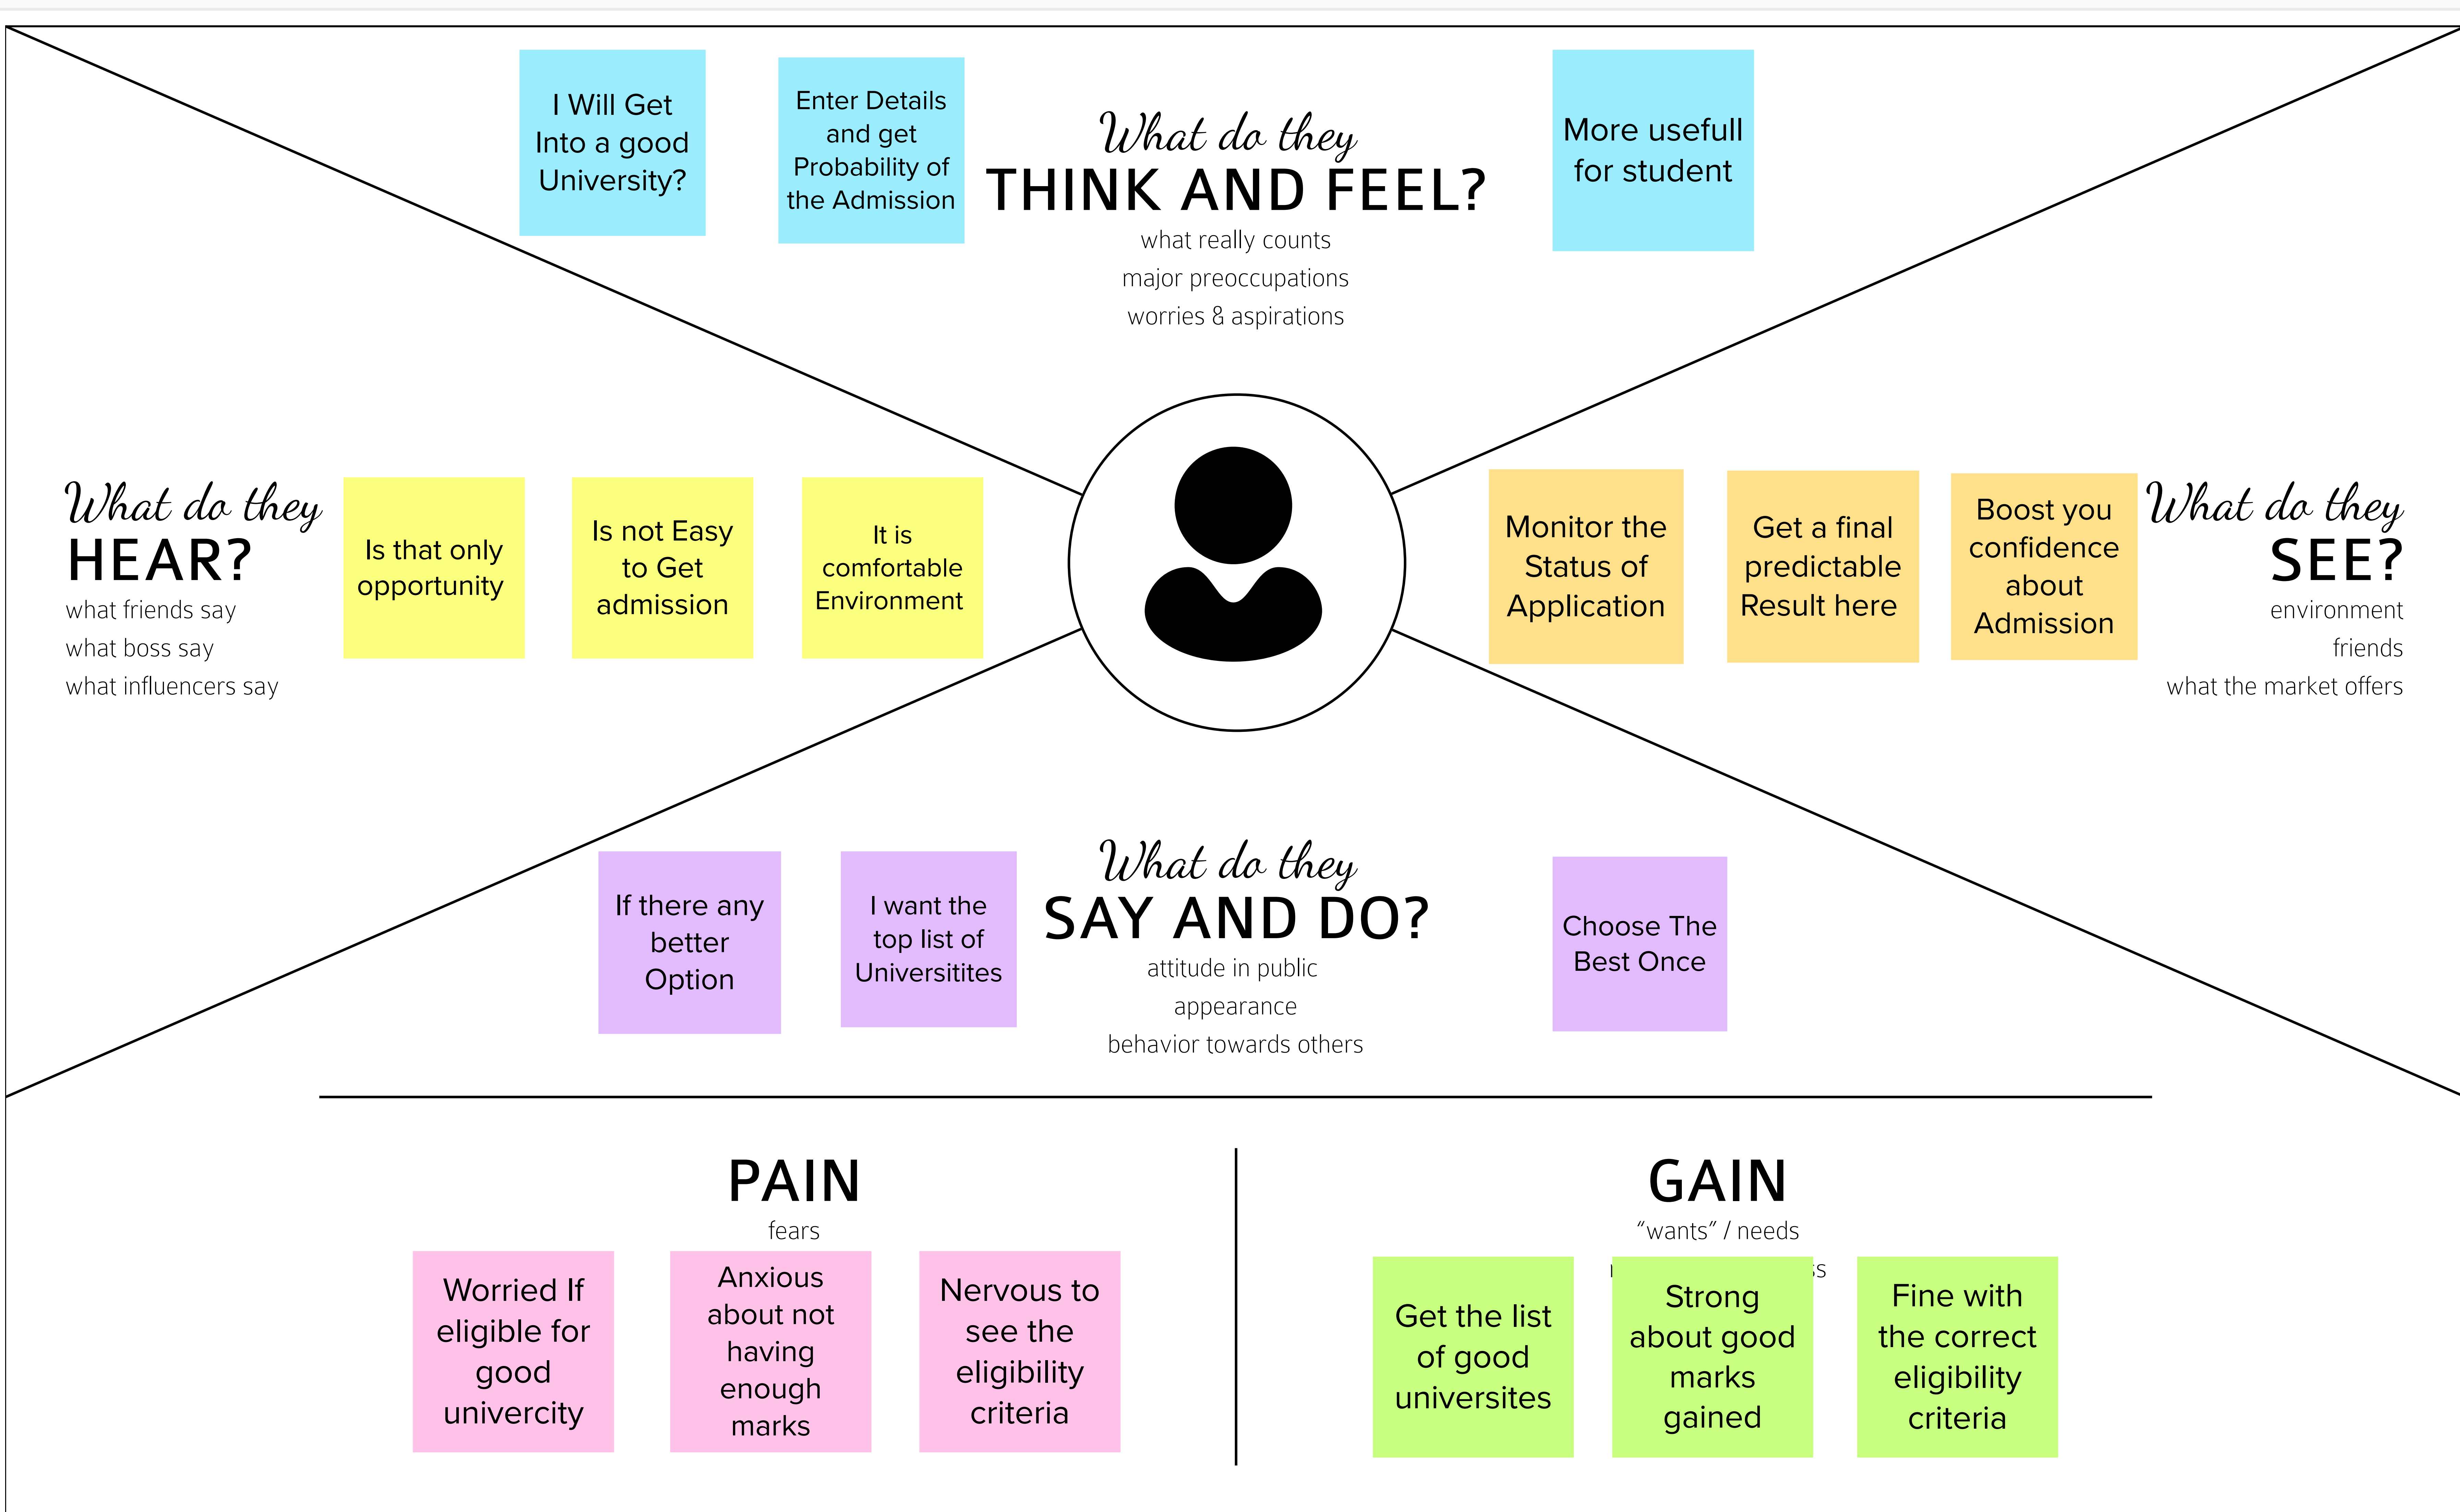 I Will Get
Into a good
University?
Enter Details
and get
Probability of
the Admission
What do they
THINK AND FEEL?
what really counts
major preoccupations
worries & aspirations
More usefull
for student
What do they
HEAR?
what friends say
what boss say
what influencers say
Is that only
opportunity
Is not Easy
to Get
admission
It is
comfortable
Environment
Monitor the
Status of
Application
Get a final
predictable
Result here
Boost you
confidence
about
Admission
What do they
SEE?
environment
friends
what the market offers
If there any
better
Option
I want the
top list of
Universitites
What do they
SAY AND DO?
attitude in public
appearance
behavior towards others
Choose The
Best Once
PAIN
fears
Worried If
eligible for
good
univercity
Anxious
about not
having
enough
marks
Nervous to
see the
eligibility
criteria
GAIN
“wants” / needs
Get the list
of good
universites
Strong
about good
marks
gained
Fine with
the correct
eligibility
criteria